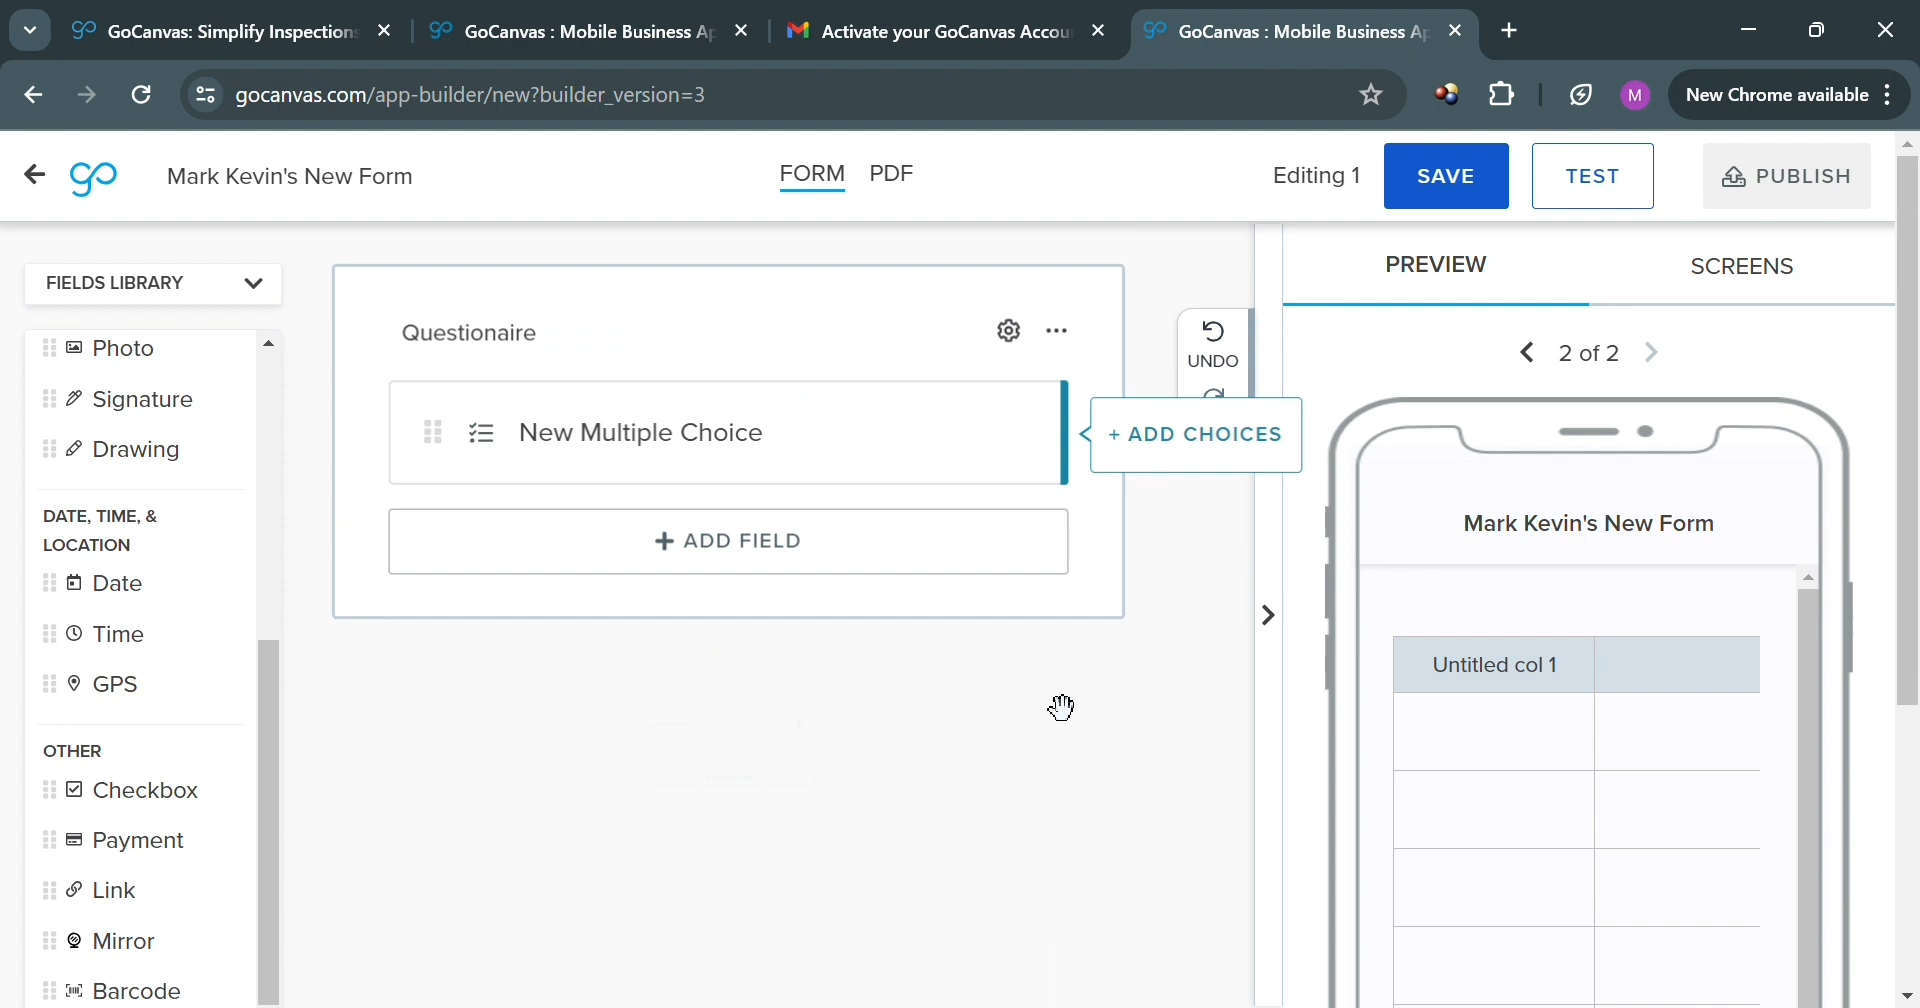 GoCanvas: Simplify Inspection
GoCanvas : Mobile Business Ap
Activate your GoCanvas Accou
GoCanvas : Mobile Business Ap
gocanvas.com/app-builder/new?builder_version=3
M
New Chrome available
go
Mark Kevin's New Form
FORM
PDF
Editing 1
SAVE
TEST
PUBLISH
FIELDS LIBRARY
Photo
Signature
Drawing
DATE, TIME, &
LOCATION
Date
Time
GPS
OTHER
Checkbox
Payment
Link
Mirror
Barcode
Questionaire
New Multiple Choice
+ ADD CHOICES
+ ADD FIELD
UNDO
PREVIEW
SCREENS
2 of 2
Mark Kevin's New Form
Untitled col 1